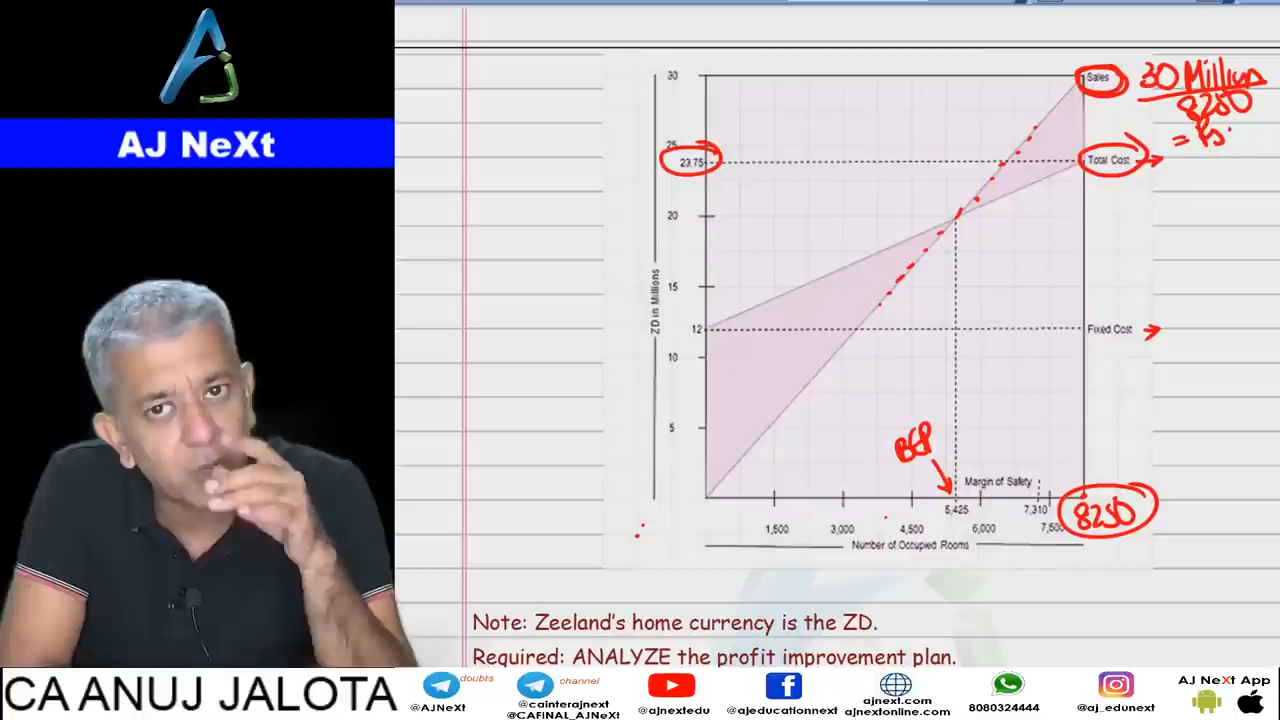 AJ
AJ NeXt
30
25
23.75
20
15
12
10
5
ZD in Millions
Sales
30 Million
8250
= Rs.
Total Cost
Fixed Cost
BEP
Margin of Safety
5,425
7,310
8250
1,500
3,000
4,500
6,000
7,500
Number of Occupied Rooms
Note: Zeeland's home currency is the ZD.
Required: ANALYZE the profit improvement plan.
CA ANUJ JALOTA
doubts
@AJNeXt
channel
@cainterajnext
@CAFINAL_AJNeXt
@ajnextedu
@ajeducationnext
ajnext.com
ajnextonline.com
8080324444
@aj_edunext
AJ NeXt App